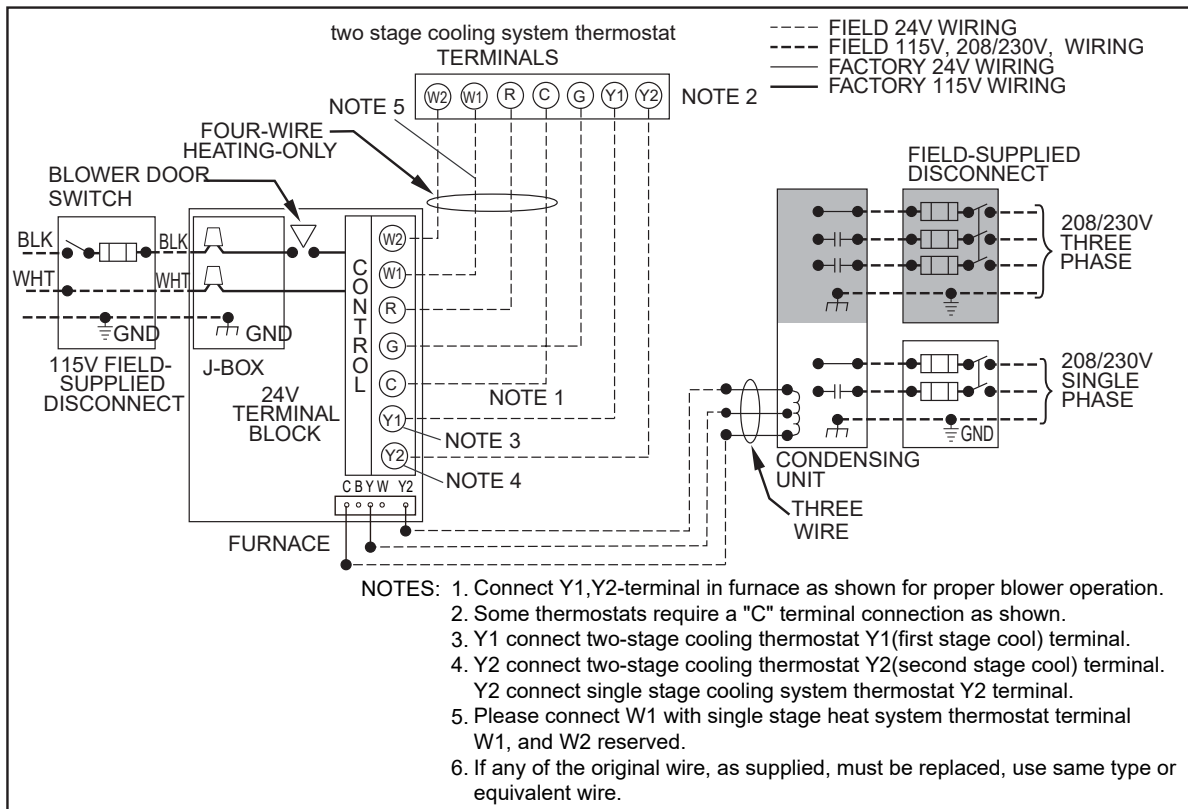 two stage cooling system thermostat
TERMINALS
FIELD 24V WIRING
FIELD 115V, 208/230V, WIRING
FACTORY 24V WIRING
FACTORY 115V WIRING
W2 W1 R C G Y1 Y2
NOTE 2
NOTE 5
FOUR-WIRE
HEATING-ONLY
BLOWER DOOR
SWITCH
BLK
BLK
WHT
WHT
GND
GND
115V FIELD-
SUPPLIED
DISCONNECT
J-BOX
24V
TERMINAL
BLOCK
CONTROL
W2
W1
R
G
C
Y1
Y2
NOTE 1
NOTE 3
NOTE 4
C B Y W Y2
FURNACE
FIELD-SUPPLIED
DISCONNECT
208/230V
THREE
PHASE
208/230V
SINGLE
PHASE
GND
CONDENSING
UNIT
THREE
WIRE
NOTES: 1. Connect Y1,Y2-terminal in furnace as shown for proper blower operation.
2. Some thermostats require a "C" terminal connection as shown.
3. Y1 connect two-stage cooling thermostat Y1(first stage cool) terminal.
4. Y2 connect two-stage cooling thermostat Y2(second stage cool) terminal.
Y2 connect single stage cooling system thermostat Y2 terminal.
5. Please connect W1 with single stage heat system thermostat terminal
W1, and W2 reserved.
6. If any of the original wire, as supplied, must be replaced, use same type or
equivalent wire.